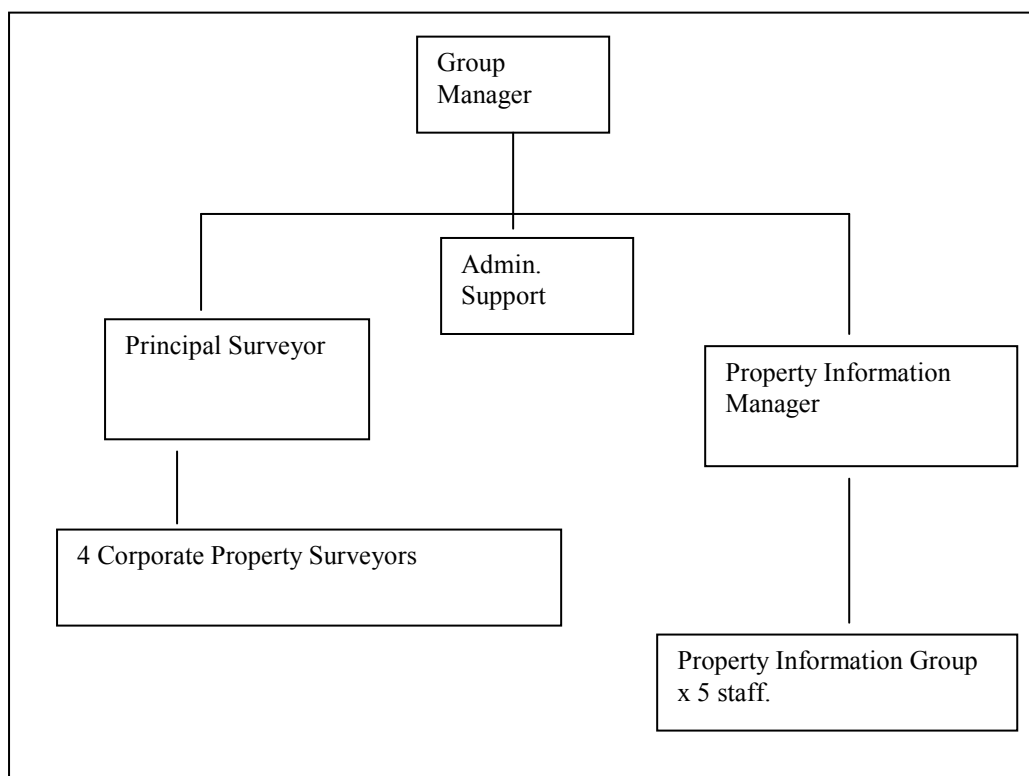 Group
Manager
Admin.
Support
Principal Surveyor
Property Information
Manager
4 Corporate Property Surveyors
Property Information Group
x 5 staff.